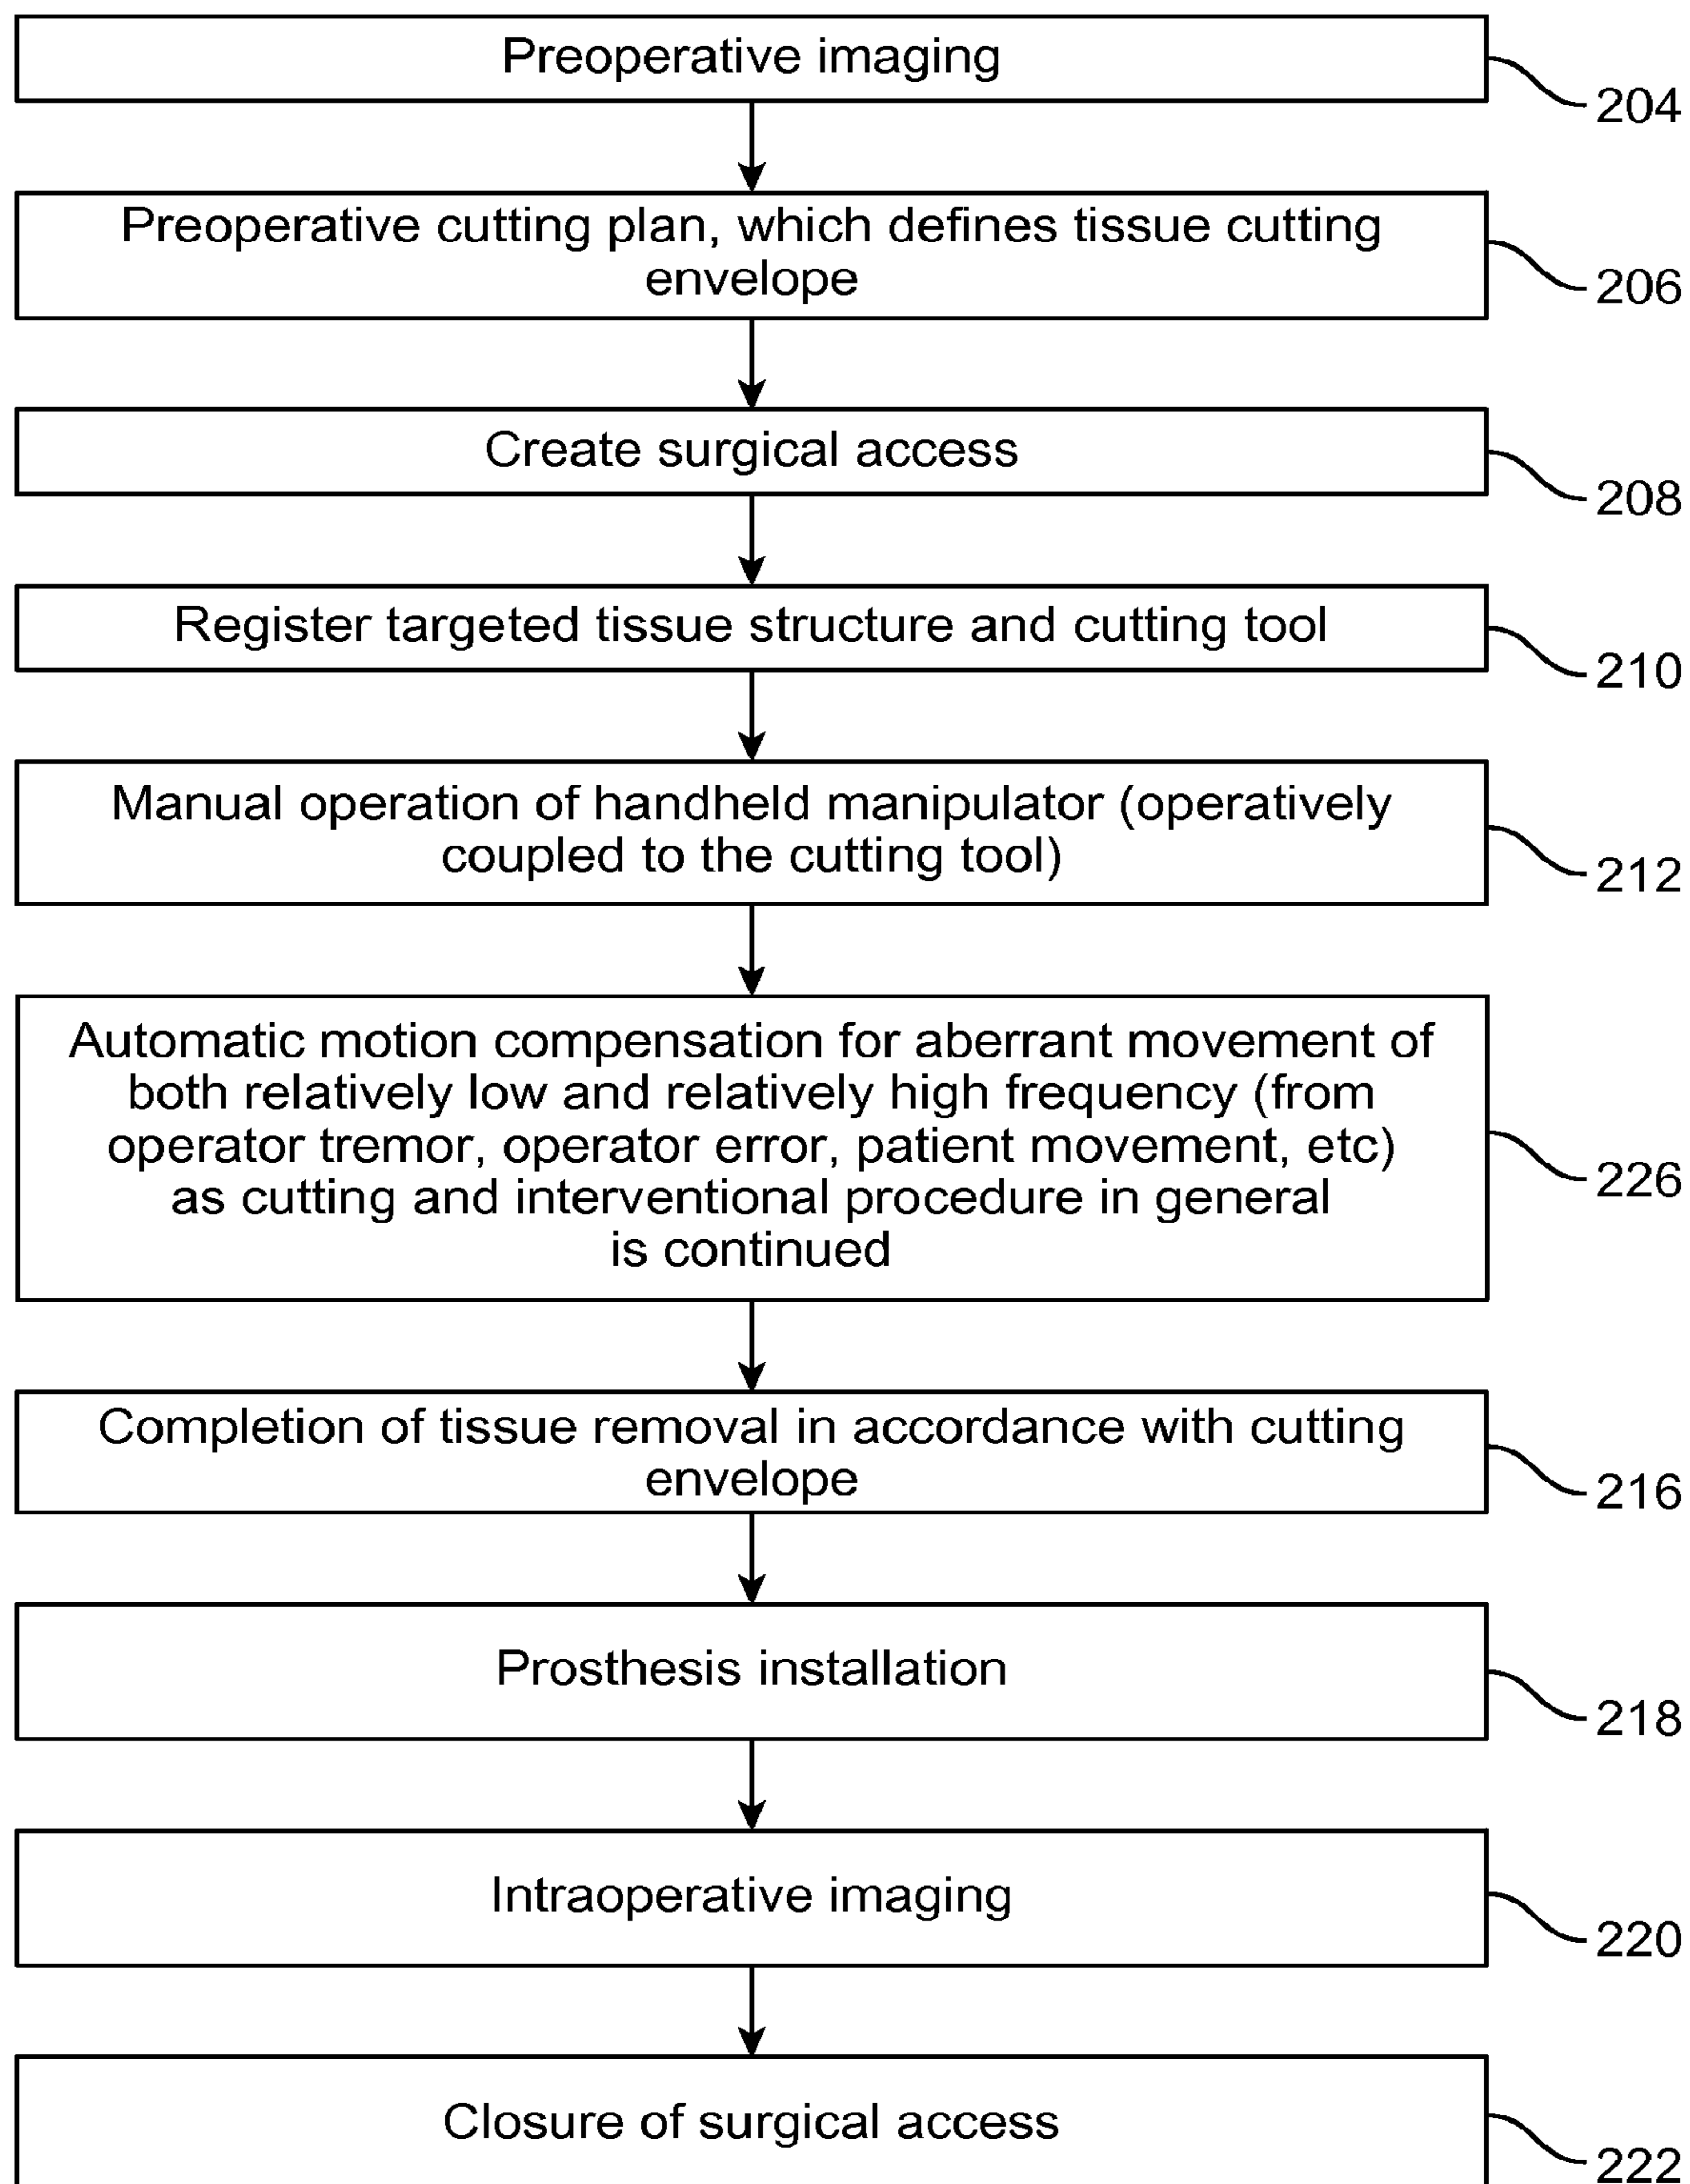 Preoperative imaging
204
Preoperative cutting plan, which defines tissue cutting
envelope
206
Create surgical access
208
Register targeted tissue structure and cutting tool
210
Manual operation of handheld manipulator (operatively
coupled to the cutting tool)
212
Automatic motion compensation for aberrant movement of
both relatively low and relatively high frequency (from
operator tremor, operator error, patient movement, etc)
as cutting and interventional procedure in general
is continued
226
Completion of tissue removal in accordance with cutting
envelope
216
Prosthesis installation
218
Intraoperative imaging
220
Closure of surgical access
222